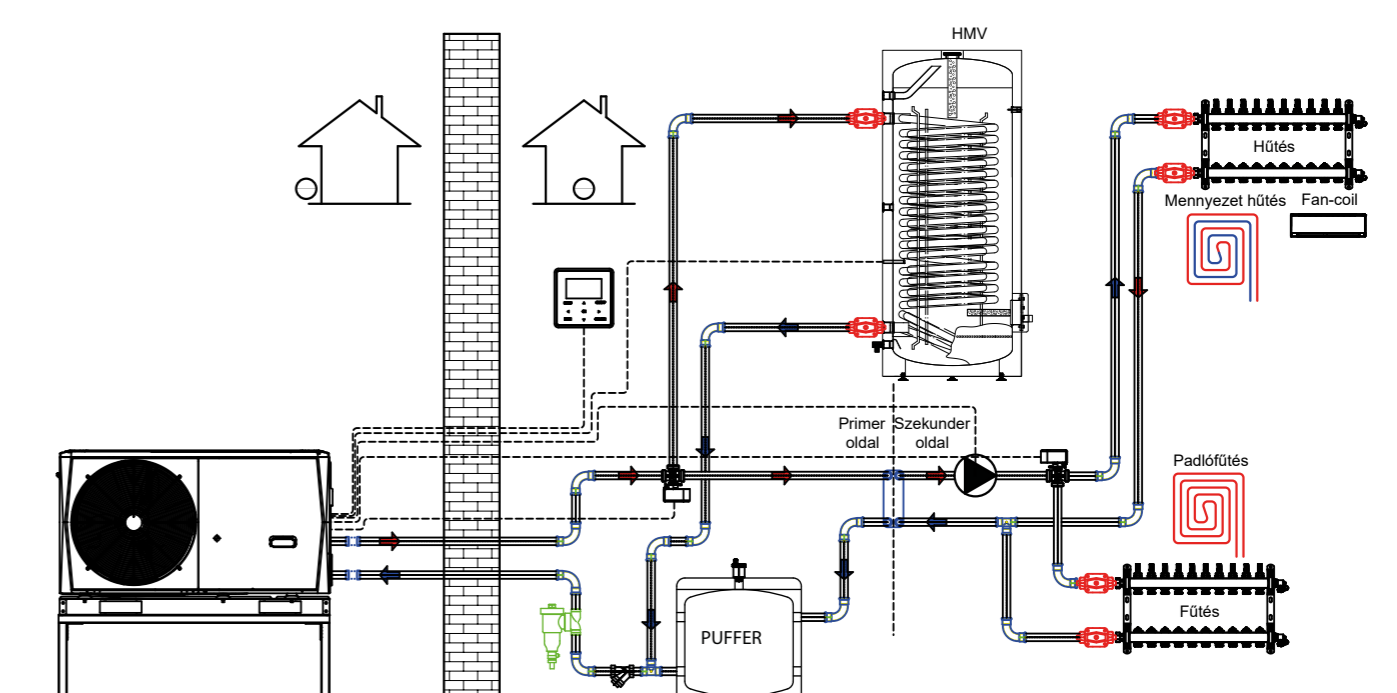 HMV
Hűtés
Mennyezet hűtés
Fan-coil
Primer
oldal
Szekunder
oldal
Padlófűtés
Fűtés
PUFFER